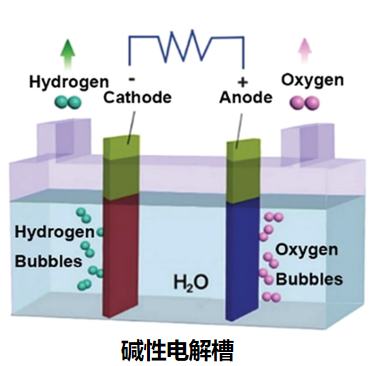 Hydrogen
-
Cathode
+
Anode
Oxygen
Hydrogen
Bubbles
H₂O
Oxygen
Bubbles
碱性电解槽